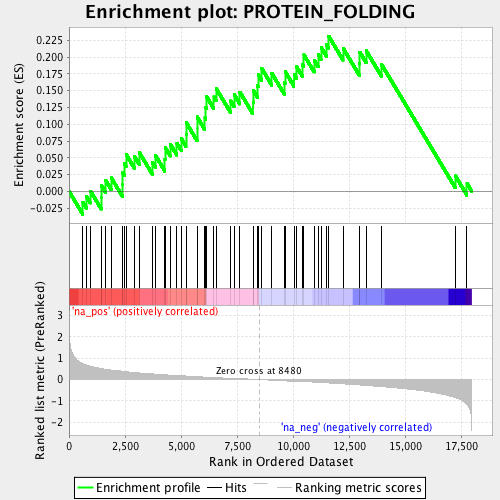 Enrichment plot: PROTEIN_FOLDING
Enrichment score (ES)
0.225
0.200
0.175
0.150
0.125
0.100
0.075
0.050
0.025
0.000
-0.025
Ranked list metric (PreRanked)
'na_pos' (positively correlated)
3
2
1
0
-1
-2
Zero cross at 8480
'na_neg' (negatively correlated)
0 2,500 5,000 7,500 10,000 12,500 15,000 17,500
Rank in Ordered Dataset
Enrichment profile Hits Ranking metric scores